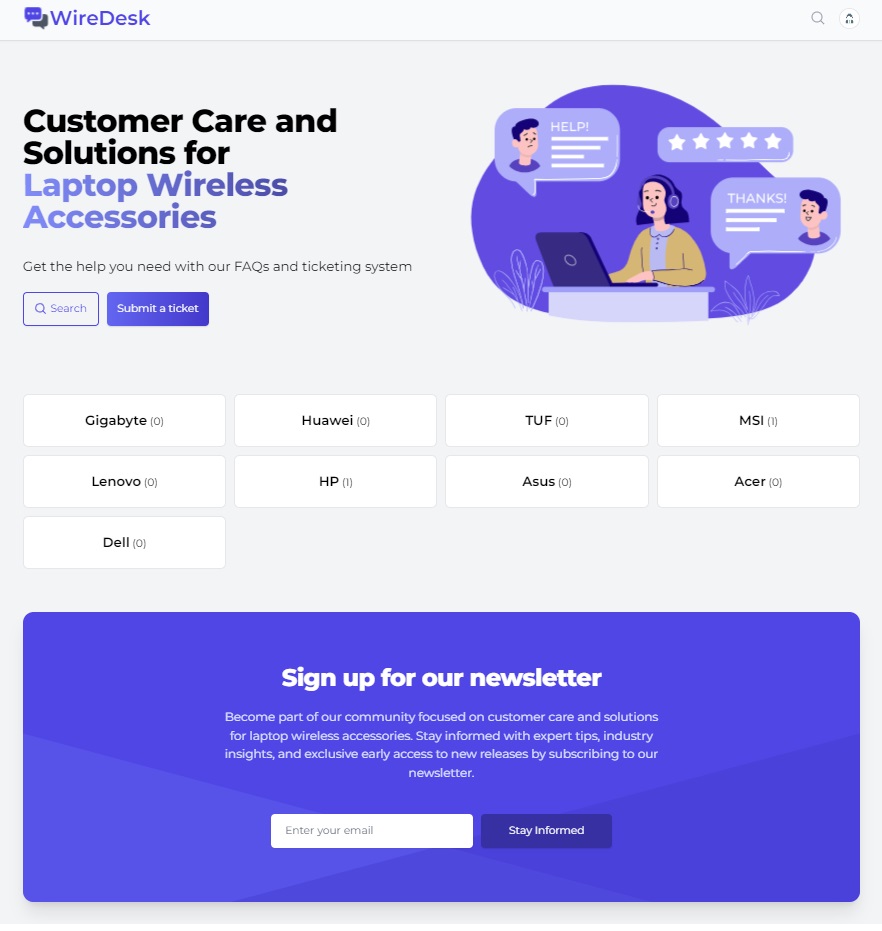 WireDesk
Customer Care and
Solutions for
Laptop Wireless
Accessories
Get the help you need with our FAQs and ticketing system
Search
Submit a ticket
HELP!
THANKS!
Gigabyte (0)
Huawei (0)
TUF (0)
MSI (1)
Lenovo (0)
HP (1)
Asus (0)
Acer (0)
Dell (0)
Sign up for our newsletter
Become part of our community focused on customer care and solutions
for laptop wireless accessories. Stay informed with expert tips, industry
insights, and exclusive early access to new releases by subscribing to our
newsletter.
Enter your email
Stay Informed